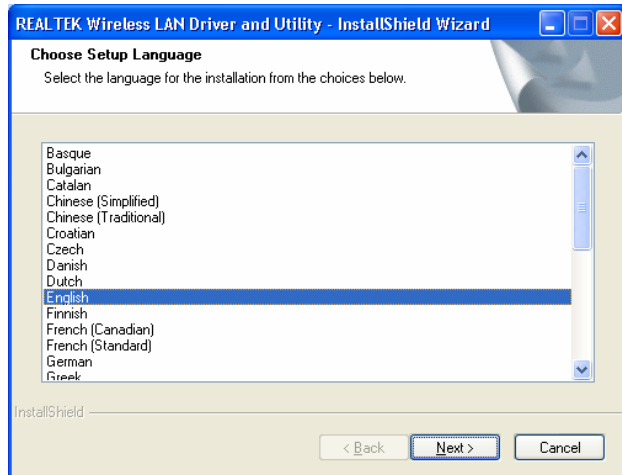 REALTEK Wireless LAN Driver and Utility - InstallShield Wizard
Choose Setup Language
Select the language for the installation from the choices below.
Basque
Bulgarian
Catalan
Chinese (Simplified)
Chinese (Traditional)
Croatian
Czech
Danish
Dutch
English
Finnish
French (Canadian)
French (Standard)
German
Greek
InstallShield
< Back Next > Cancel